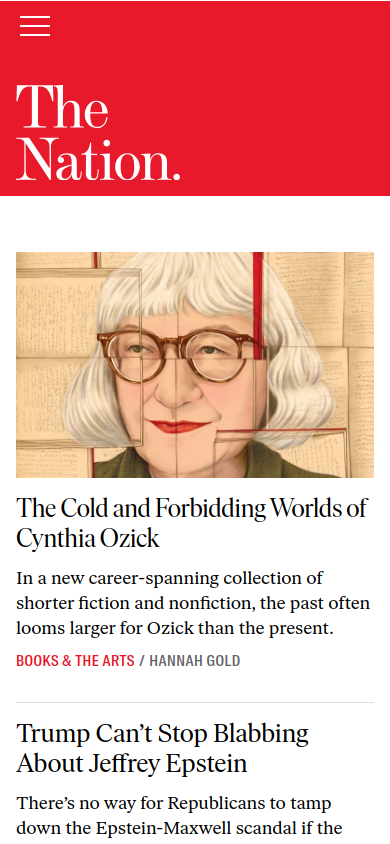 The
Nation.
The Cold and Forbidding Worlds of
Cynthia Ozick
In a new career-spanning collection of
shorter fiction and nonfiction, the past often
looms larger for Ozick than the present.
BOOKS & THE ARTS / HANNAH GOLD
Trump Can’t Stop Blabbing
About Jeffrey Epstein
There’s no way for Republicans to tamp
down the Epstein-Maxwell scandal if the